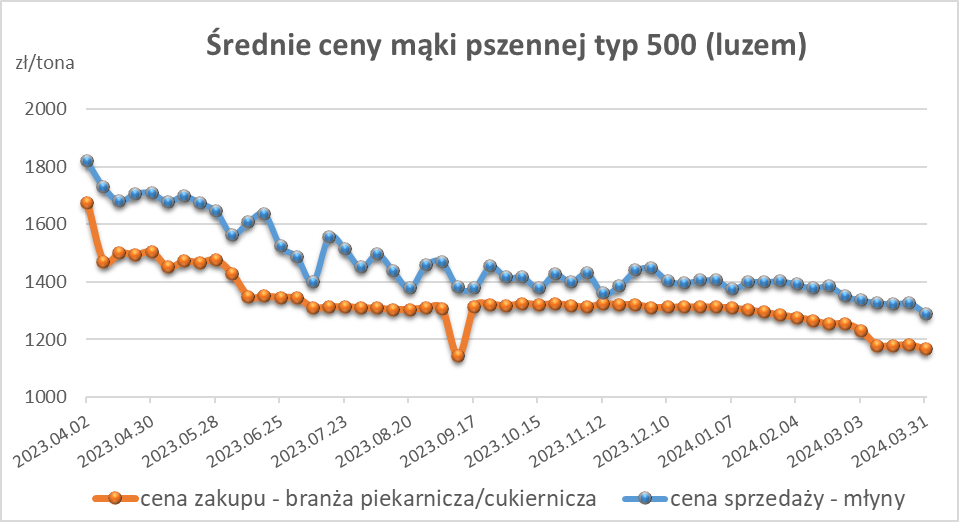 Średnie ceny mąki pszennej typ 500 (luzem)
zł/tona
2000
1800
1600
1400
1200
1000
2023.04.02 2023.04.30 2023.05.28 2023.06.25 2023.07.23 2023.08.20 2023.09.17 2023.10.15 2023.11.12 2023.12.10 2024.01.07 2024.02.04 2024.03.03 2024.03.31
cena zakupu - branża piekarnicza/cukiernicza cena sprzedaży - młyny